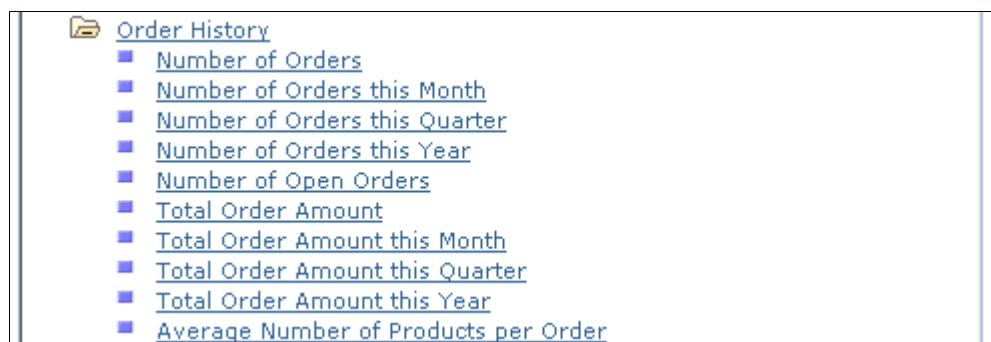 Order History
Number of Orders
Number of Orders this Month
Number of Orders this Quarter
Number of Orders this Year
Number of Open Orders
Total Order Amount
Total Order Amount this Month
Total Order Amount this Quarter
Total Order Amount this Year
Average Number of Products per Order